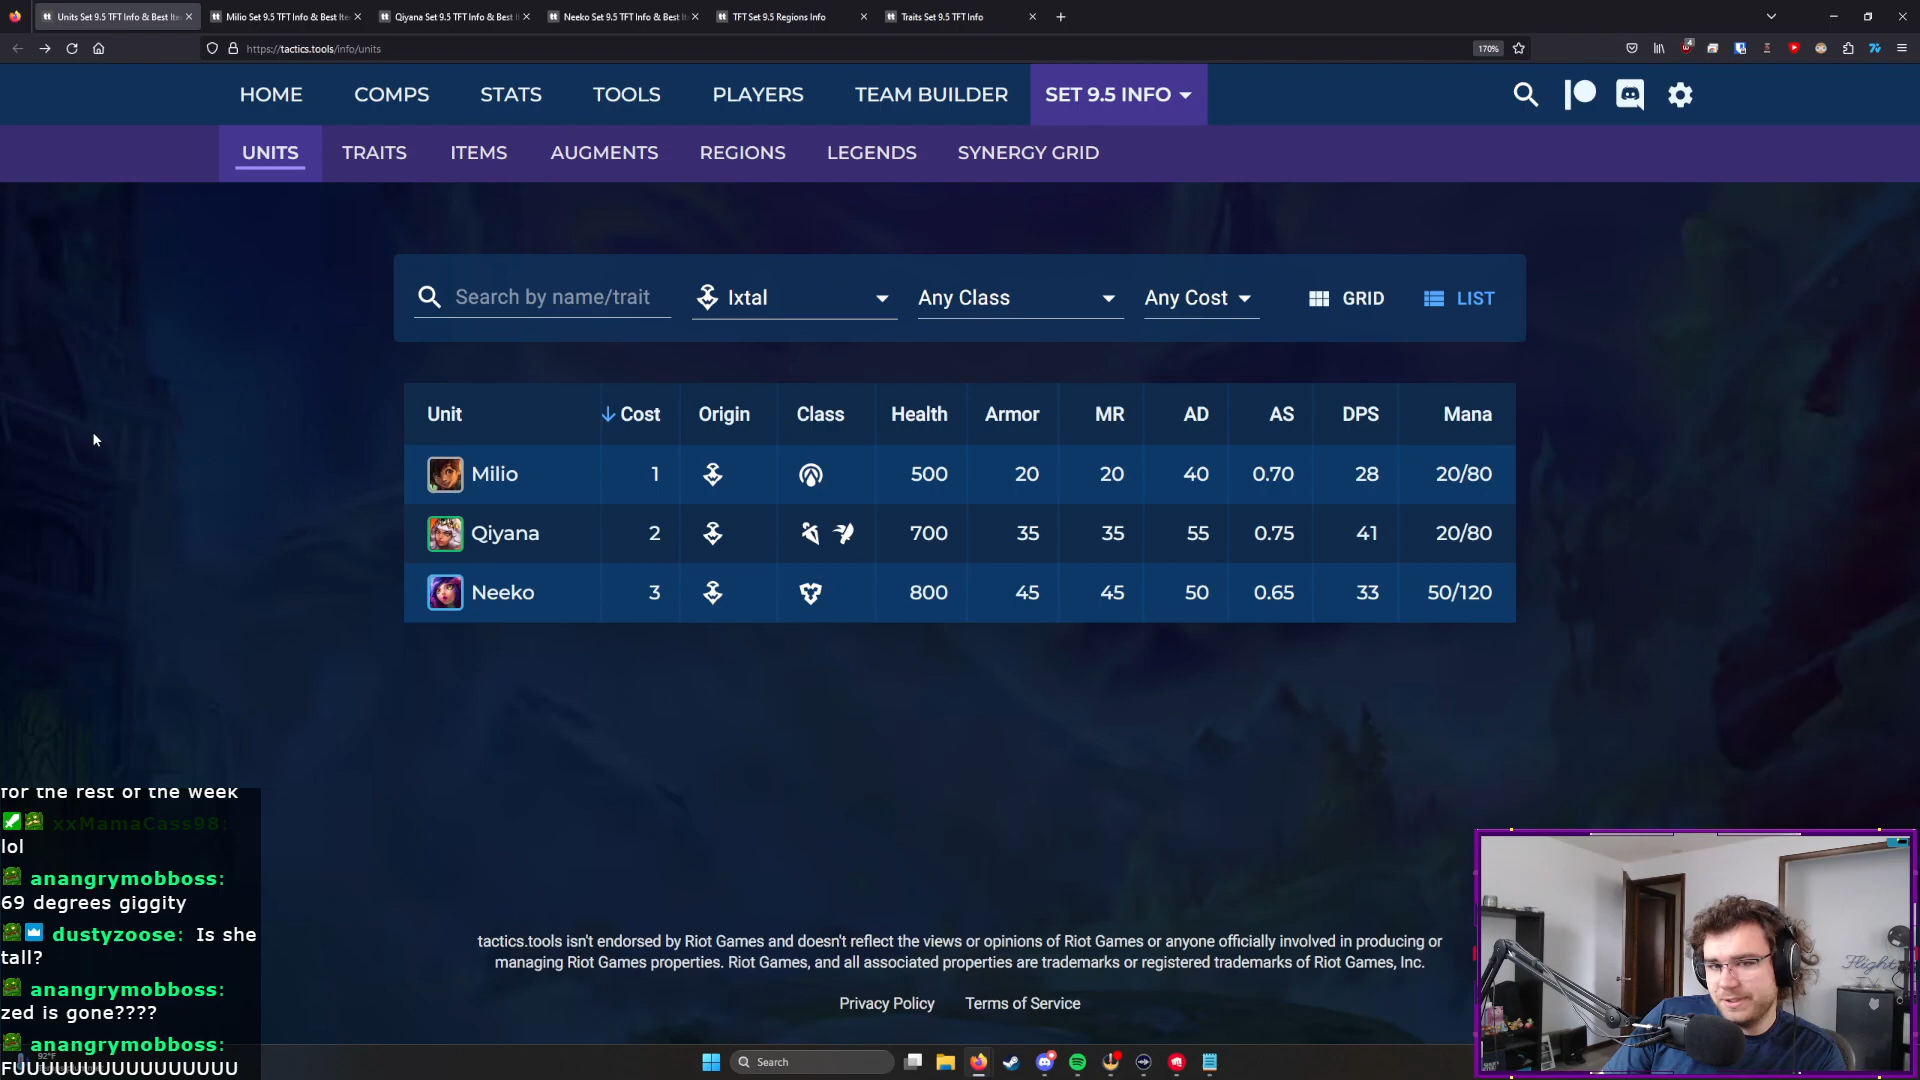 Units Set 9.5 TFT Info & Best Ite
Milio Set 9.5 TFT Info & Best Ite
Qiyana Set 9.5 TFT Info & Best I
Neeko Set 9.5 TFT Info & Best It
TFT Set 9.5 Regions Info
Traits Set 9.5 TFT Info
https://tactics.tools/info/units
170%
4
HOME COMPS STATS TOOLS PLAYERS TEAM BUILDER SET 9.5 INFO
UNITS TRAITS ITEMS AUGMENTS REGIONS LEGENDS SYNERGY GRID
Search by name/trait Ixtal Any Class Any Cost GRID LIST
Unit Cost Origin Class Health Armor MR AD AS DPS Mana
Milio 1 500 20 20 40 0.70 28 20/80
Qiyana 2 700 35 35 55 0.75 41 20/80
Neeko 3 800 45 45 50 0.65 33 50/120
for the rest of the week
xxMamaCass98:
lol
anangrymobboss:
69 degrees giggity
dustyzoose: Is she
tall?
anangrymobboss:
zed is gone????
anangrymobboss:
FUUUUUUUUUUUUUUUU
tactics.tools isn't endorsed by Riot Games and doesn't reflect the views or opinions of Riot Games or anyone officially involved in producing or
managing Riot Games properties. Riot Games, and all associated properties are trademarks or registered trademarks of Riot Games, Inc.
Privacy Policy Terms of Service
92°F
Search
Flight